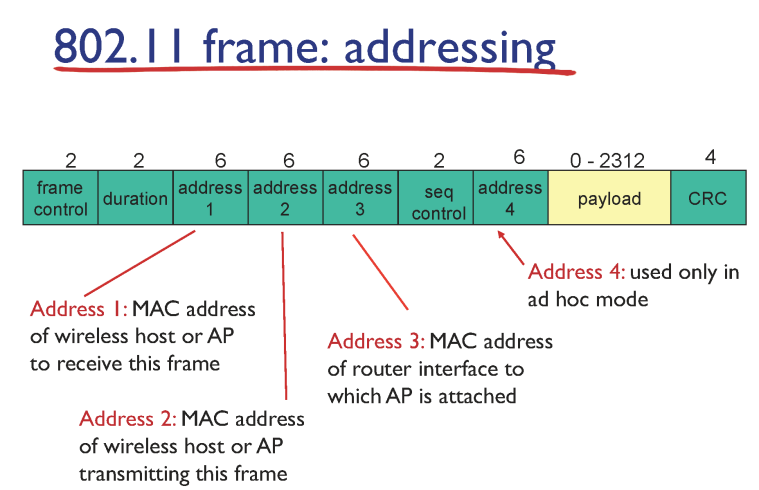 802.11 frame: addressing
2 2 6 6 6 2 6 0 - 2312 4
frame
control
duration
address
1
address
2
address
3
seq
control
address
4
payload
CRC
Address 1: MAC address
of wireless host or AP
to receive this frame
Address 2: MAC address
of wireless host or AP
transmitting this frame
Address 3: MAC address
of router interface to
which AP is attached
Address 4: used only in
ad hoc mode